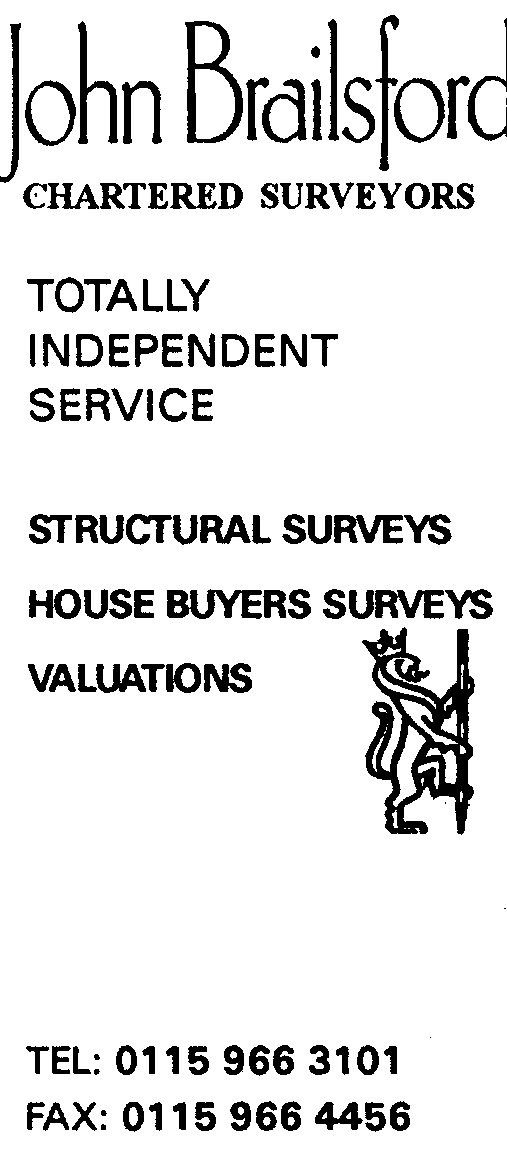 John Brailsford
CHARTERED SURVEYORS
TOTALLY
INDEPENDENT
SERVICE
STRUCTURAL SURVEYS
HOUSE BUYERS SURVEYS
VALUATIONS
TEL: 0115 966 3101
FAX: 0115 966 4456